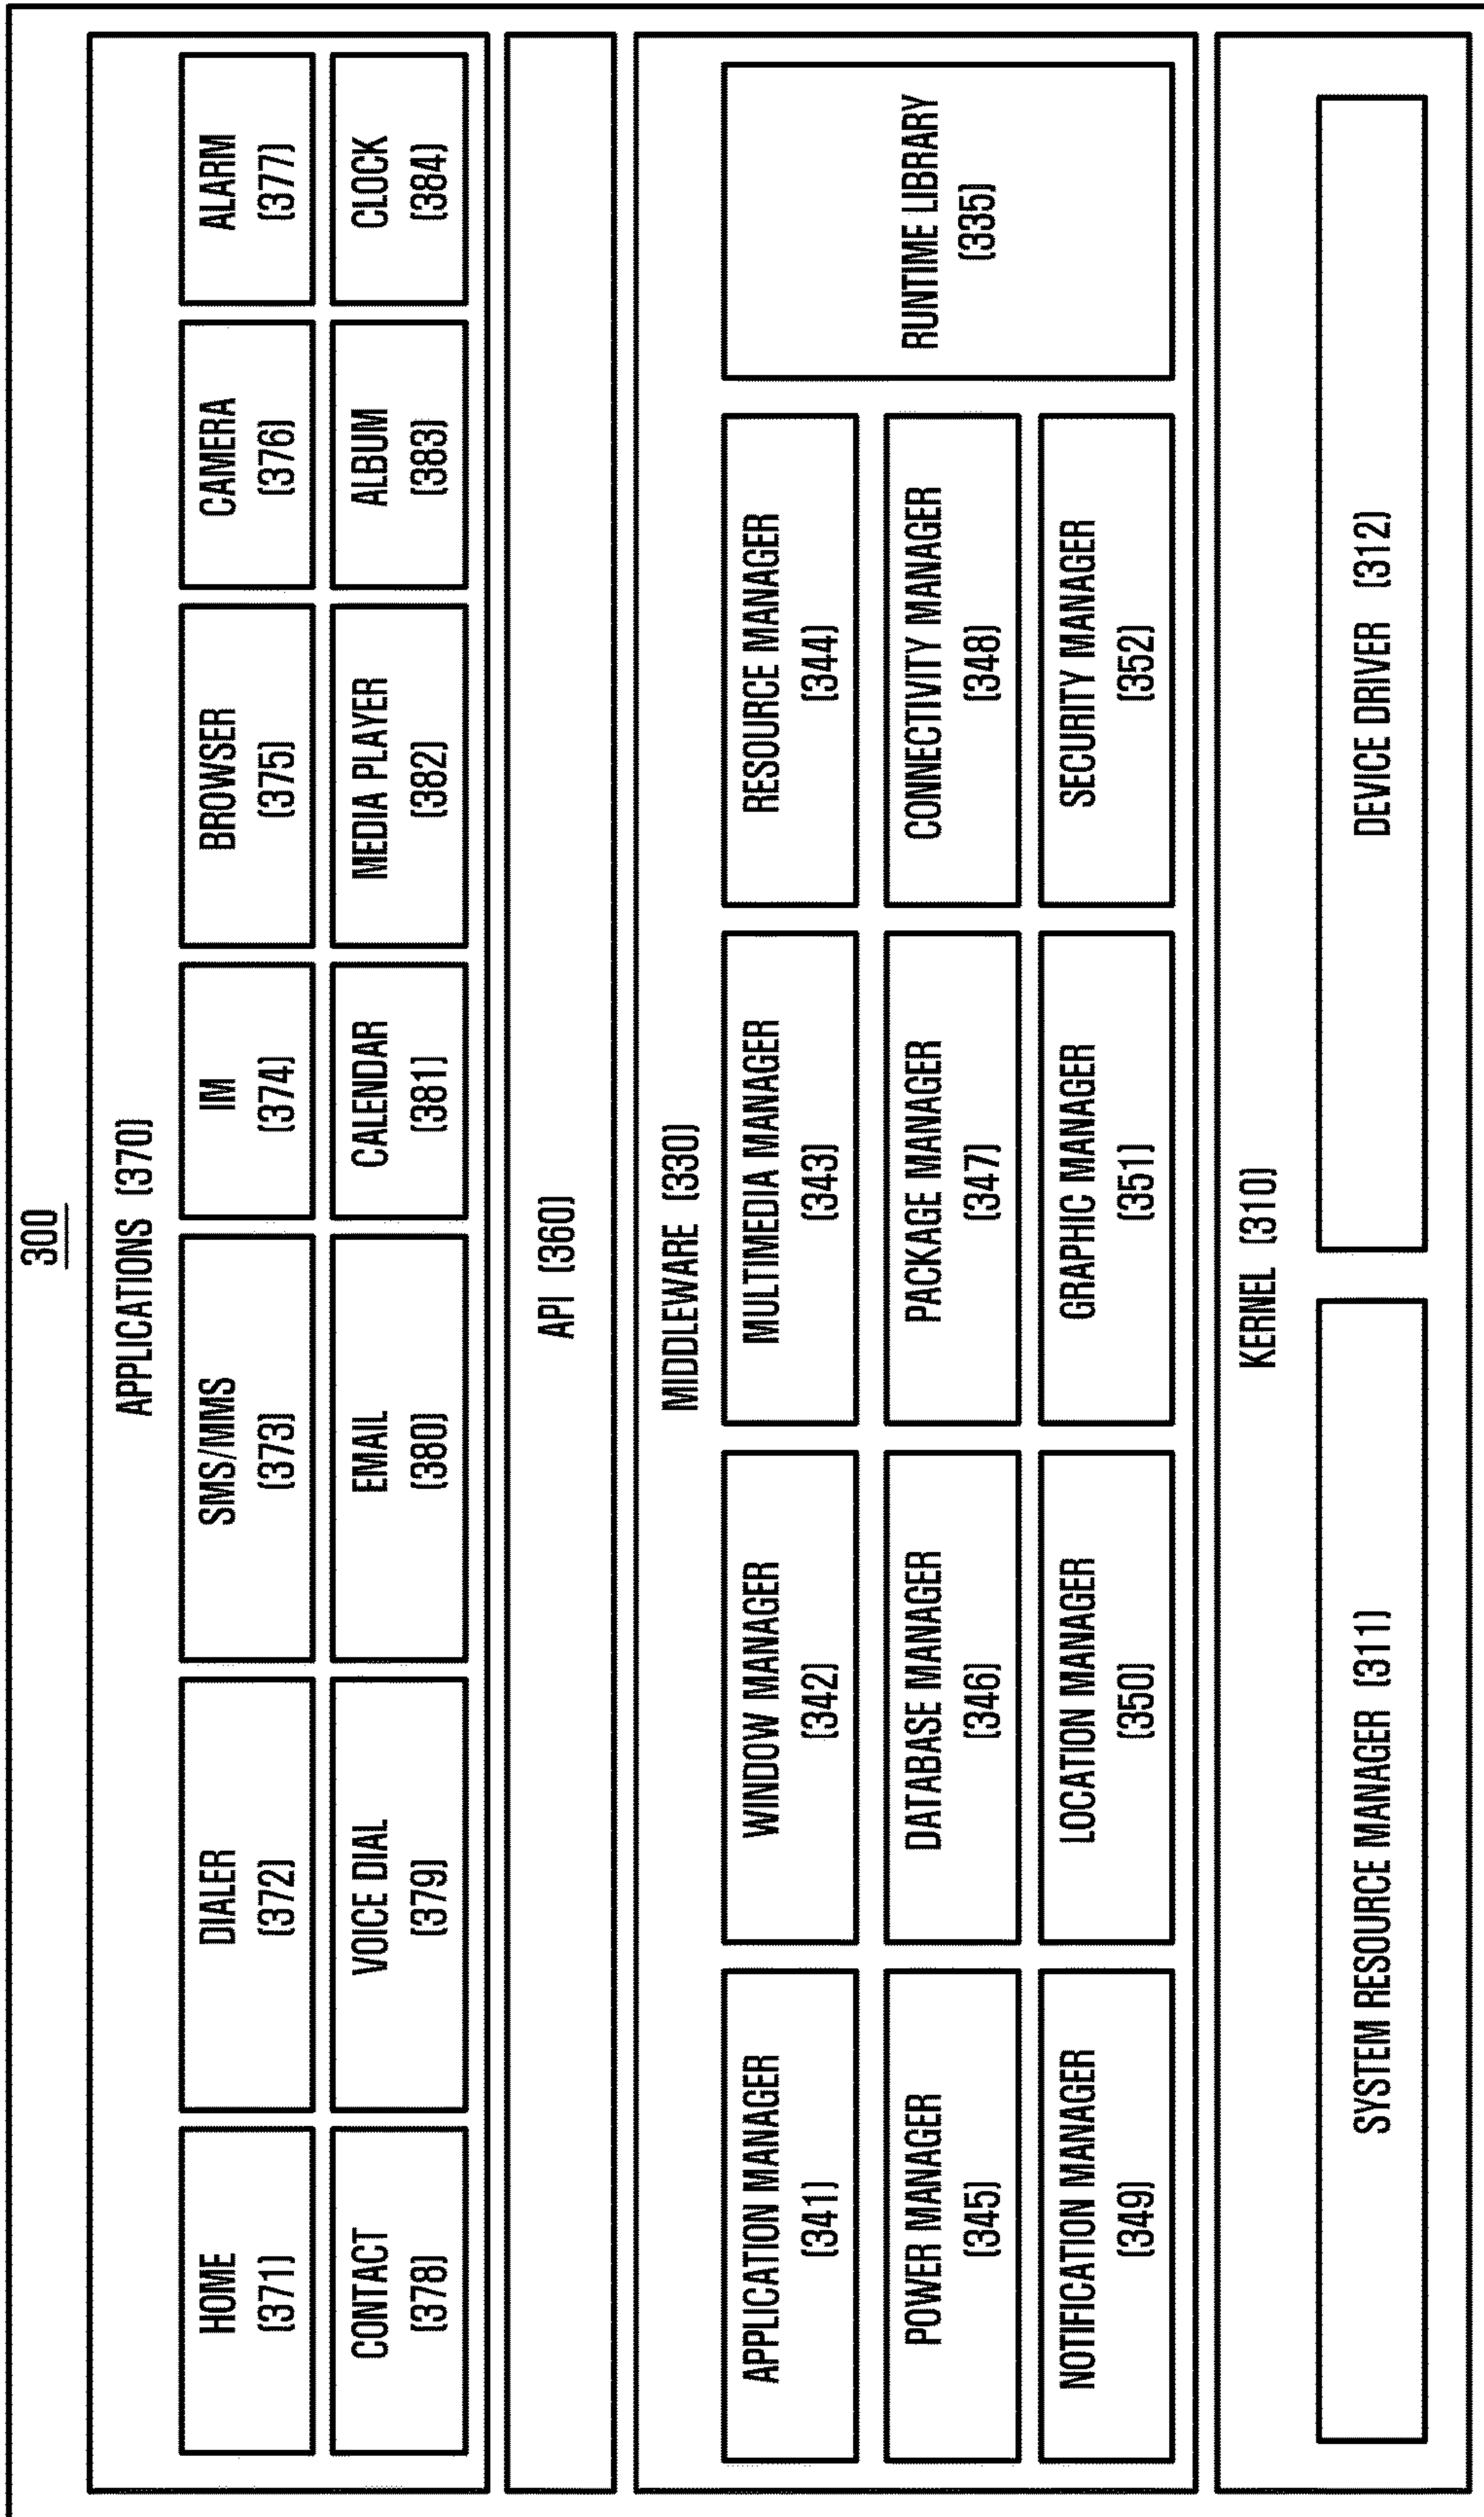 300
APPLICATIONS (370)
HOME
(371)
DIALER
(372)
SMS/MMS
(373)
IM
(374)
BROWSER
(375)
CAMERA
(376)
ALARM
(377)
CONTACT
(378)
VOICE DIAL
(379)
EMAIL
(380)
CALENDAR
(381)
MEDIA PLAYER
(382)
ALBUM
(383)
CLOCK
(384)
API (360)
MIDDLEWARE (330)
APPLICATION MANAGER
(341)
WINDOW MANAGER
(342)
MULTIMEDIA MANAGER
(343)
RESOURCE MANAGER
(344)
POWER MANAGER
(345)
DATABASE MANAGER
(346)
PACKAGE MANAGER
(347)
CONNECTIVITY MANAGER
(348)
NOTIFICATION MANAGER
(349)
LOCATION MANAGER
(350)
GRAPHIC MANAGER
(351)
SECURITY MANAGER
(352)
RUNTIME LIBRARY
(335)
KERNEL (310)
SYSTEM RESOURCE MANAGER (311)
DEVICE DRIVER (312)